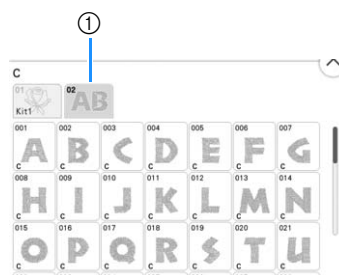 ①
C
01 Kit1 02 AB
001 002 003 004 005 006 007
A B C D E F G
C C C C C C C
008 009 010 011 012 013 014
H I J K L M N
C C C C C C C
015 016 017 018 019 020 021
O P Q R S T U
C C C C C C C